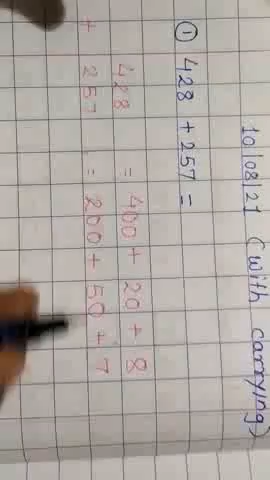 10/08/21 (With carrying)
① 428 + 257 =
428 = 400 + 20 + 8
+ 257 = 200 + 50 + 7